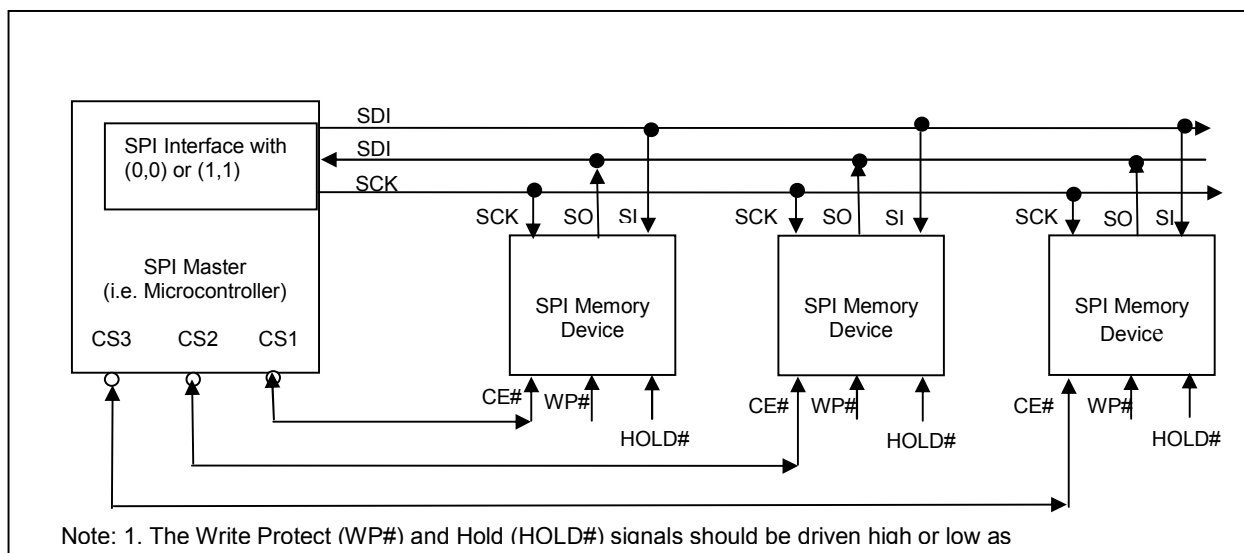 SDI
SPI Interface with
(0,0) or (1,1)
SDI
SCK
SCK SO SI
SCK SO SI
SCK SO SI
SPI Master
(i.e. Microcontroller)
SPI Memory
Device
SPI Memory
Device
SPI Memory
Device
CS3 CS2 CS1
CE# WP#
HOLD#
CE# WP#
HOLD#
CE# WP#
HOLD#
Note: 1. The Write Protect (WP#) and Hold (HOLD#) signals should be driven high or low as